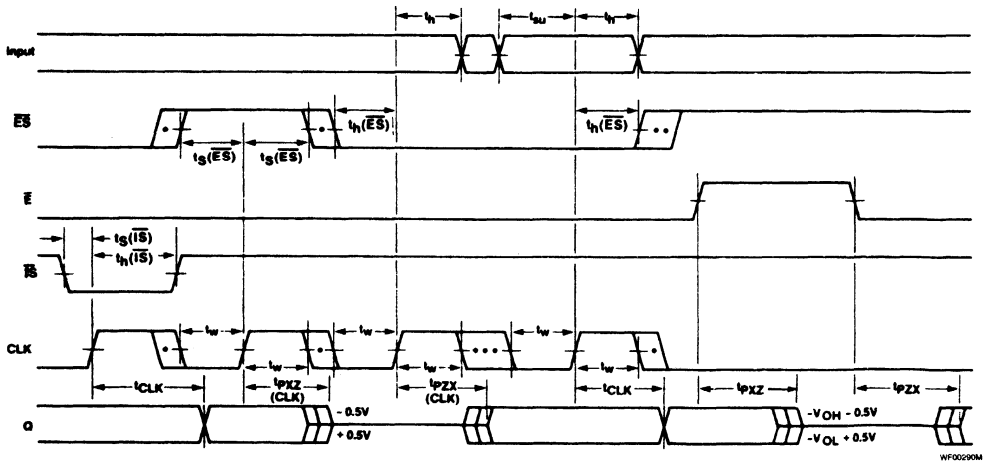 th tsu th
Input
ES th(ES) th(ES)
tS(ES) tS(ES)
E
tS(IS)
th(IS)
IS
tw tw tw
CLK
tw tw tw
tCLK tPXZ tPZX tCLK tPXZ tPZX
(CLK) (CLK)
- 0.5V -VOH - 0.5V
Q
+ 0.5V -VOL + 0.5V
WF00290M